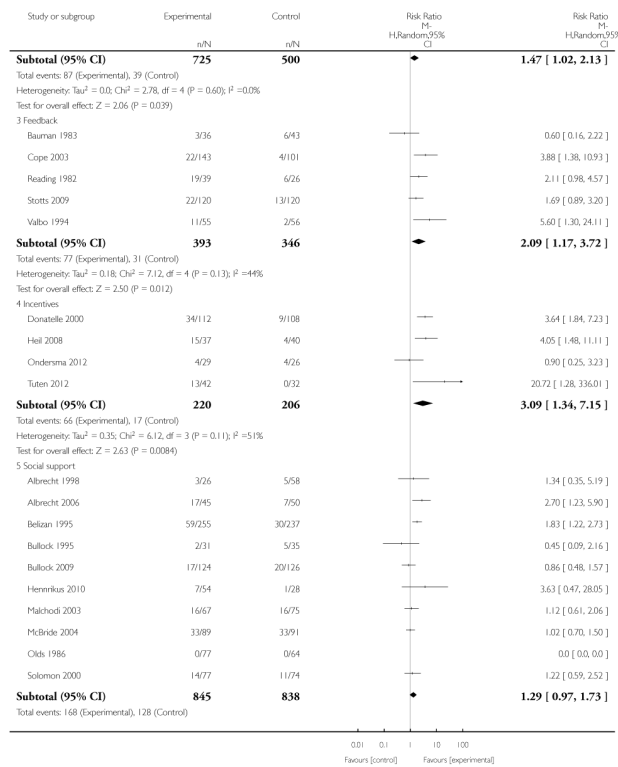 Study or subgroup Experimental Control Risk Ratio Risk Ratio
M- H,Random,95% CI M- H,Random,95% CI
n/N n/N
Subtotal (95% CI) 725 500 1.47 [ 1.02, 2.13 ]
Total events: 87 (Experimental), 39 (Control)
Heterogeneity: Tau² = 0.0; Chi² = 2.78, df = 4 (P = 0.60); I² =0.0%
Test for overall effect: Z = 2.06 (P = 0.039)
3 Feedback
Bauman 1983 3/36 6/43 0.60 [ 0.16, 2.22 ]
Cope 2003 22/143 4/101 3.88 [ 1.38, 10.93 ]
Reading 1982 19/39 6/26 2.11 [ 0.98, 4.57 ]
Stotts 2009 22/120 13/120 1.69 [ 0.89, 3.20 ]
Valbo 1994 11/55 2/56 5.60 [ 1.30, 24.11 ]
Subtotal (95% CI) 393 346 2.09 [ 1.17, 3.72 ]
Total events: 77 (Experimental), 31 (Control)
Heterogeneity: Tau² = 0.18; Chi² = 7.12, df = 4 (P = 0.13); I² =44%
Test for overall effect: Z = 2.50 (P = 0.012)
4 Incentives
Donatelle 2000 34/112 9/108 3.64 [ 1.84, 7.23 ]
Heil 2008 15/37 4/40 4.05 [ 1.48, 11.11 ]
Ondersma 2012 4/29 4/26 0.90 [ 0.25, 3.23 ]
Tuten 2012 13/42 0/32 20.72 [ 1.28, 336.01 ]
Subtotal (95% CI) 220 206 3.09 [ 1.34, 7.15 ]
Total events: 66 (Experimental), 17 (Control)
Heterogeneity: Tau² = 0.35; Chi² = 6.12, df = 3 (P = 0.11); I² =51%
Test for overall effect: Z = 2.63 (P = 0.0084)
5 Social support
Albrecht 1998 3/26 5/58 1.34 [ 0.35, 5.19 ]
Albrecht 2006 17/45 7/50 2.70 [ 1.23, 5.90 ]
Belizan 1995 59/255 30/237 1.83 [ 1.22, 2.73 ]
Bullock 1995 2/31 5/35 0.45 [ 0.09, 2.16 ]
Bullock 2009 17/124 20/126 0.86 [ 0.48, 1.57 ]
Hennrikus 2010 7/54 1/28 3.63 [ 0.47, 28.05 ]
Malchodi 2003 16/67 16/75 1.12 [ 0.61, 2.06 ]
McBride 2004 33/89 33/91 1.02 [ 0.70, 1.50 ]
Olds 1986 0/77 0/64 0.0 [ 0.0, 0.0 ]
Solomon 2000 14/77 11/74 1.22 [ 0.59, 2.52 ]
Subtotal (95% CI) 845 838 1.29 [ 0.97, 1.73 ]
Total events: 168 (Experimental), 128 (Control)
0.01 0.1 1 10 100
Favours [control] Favours [experimental]